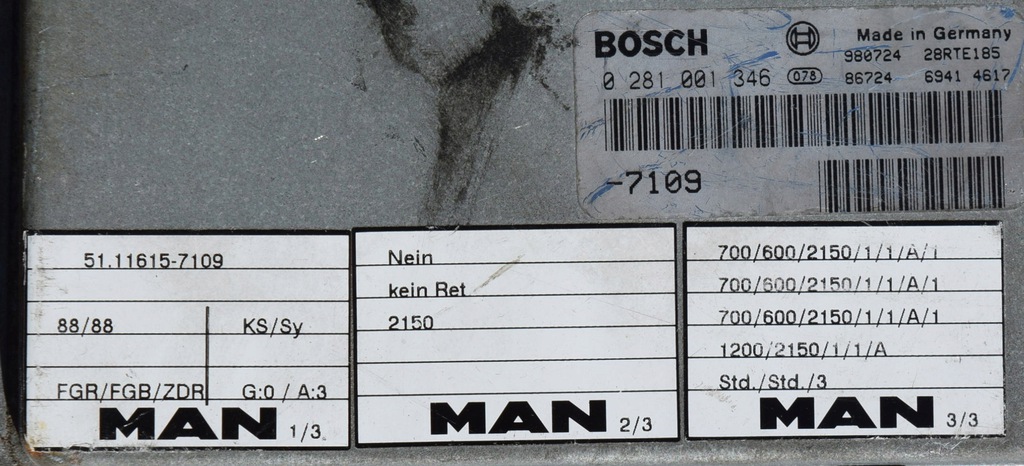 BOSCH Made in Germany
980724 28RTE185
0 281 001 346 078 86724 6941 4617
-7109
51.11615-7109
88/88 KS/Sy
FGR/FGB/ZDR G:0 / A:3
MAN 1/3
Nein
kein Ret
2150
MAN 2/3
700/600/2150/1/1/A/1
700/600/2150/1/1/A/1
700/600/2150/1/1/A/1
1200/2150/1/1/A
Std./Std./3
MAN 3/3